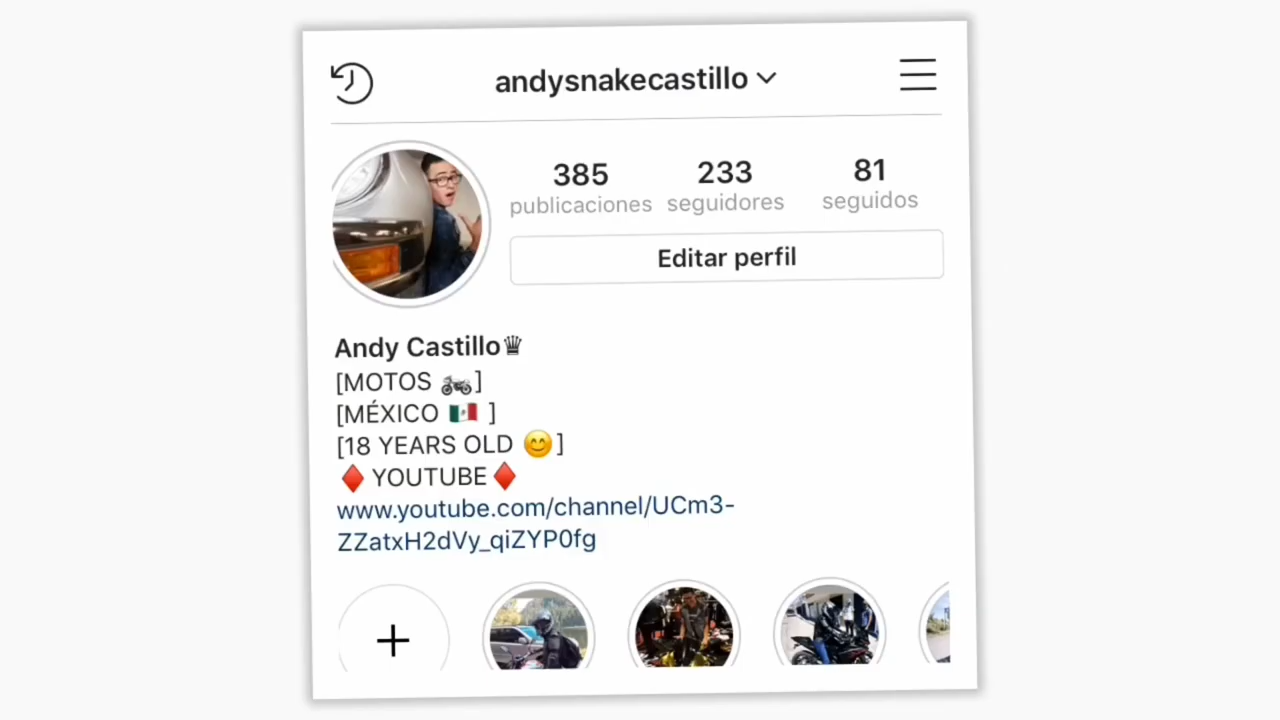 andysnakecastillo
385 233 81
publicaciones seguidores seguidos
Editar perfil
Andy Castillo♛
[MOTOS 🏍]
[MÉXICO 🇲🇽 ]
[18 YEARS OLD 😊]
♦️ YOUTUBE♦️
www.youtube.com/channel/UCm3-
ZZatxH2dVy_qiZYP0fg